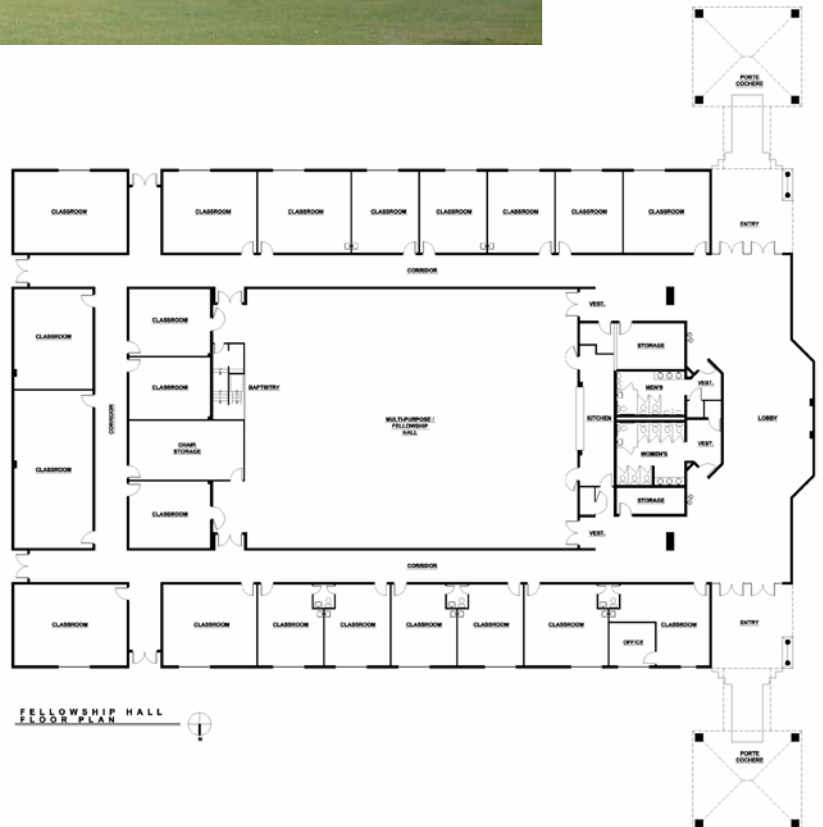 PORTE
COCHERE
CLASSROOM
CLASSROOM
CLASSROOM
CLASSROOM
CLASSROOM
CLASSROOM
CLASSROOM
CLASSROOM
ENTRY
CORRIDOR
VEST.
CLASSROOM
CLASSROOM
STORAGE
CLASSROOM
BAPTISTRY
MEN'S
VEST.
CORRIDOR
MULTI-PURPOSE /
FELLOWSHIP
HALL
KITCHEN
LOBBY
CHAIR
STORAGE
WOMEN'S
VEST.
CLASSROOM
CLASSROOM
STORAGE
VEST.
CORRIDOR
CLASSROOM
CLASSROOM
CLASSROOM
CLASSROOM
CLASSROOM
CLASSROOM
CLASSROOM
CLASSROOM
ENTRY
OFFICE
FELLOWSHIP HALL
FLOOR PLAN
N
PORTE
COCHERE